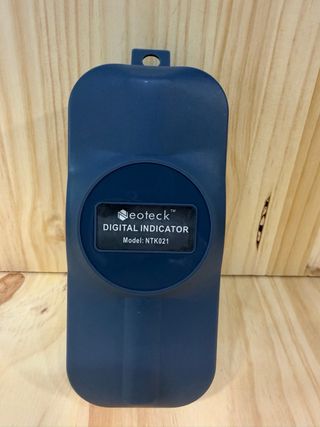 Neoteck™
DIGITAL INDICATOR
Model: NTK021